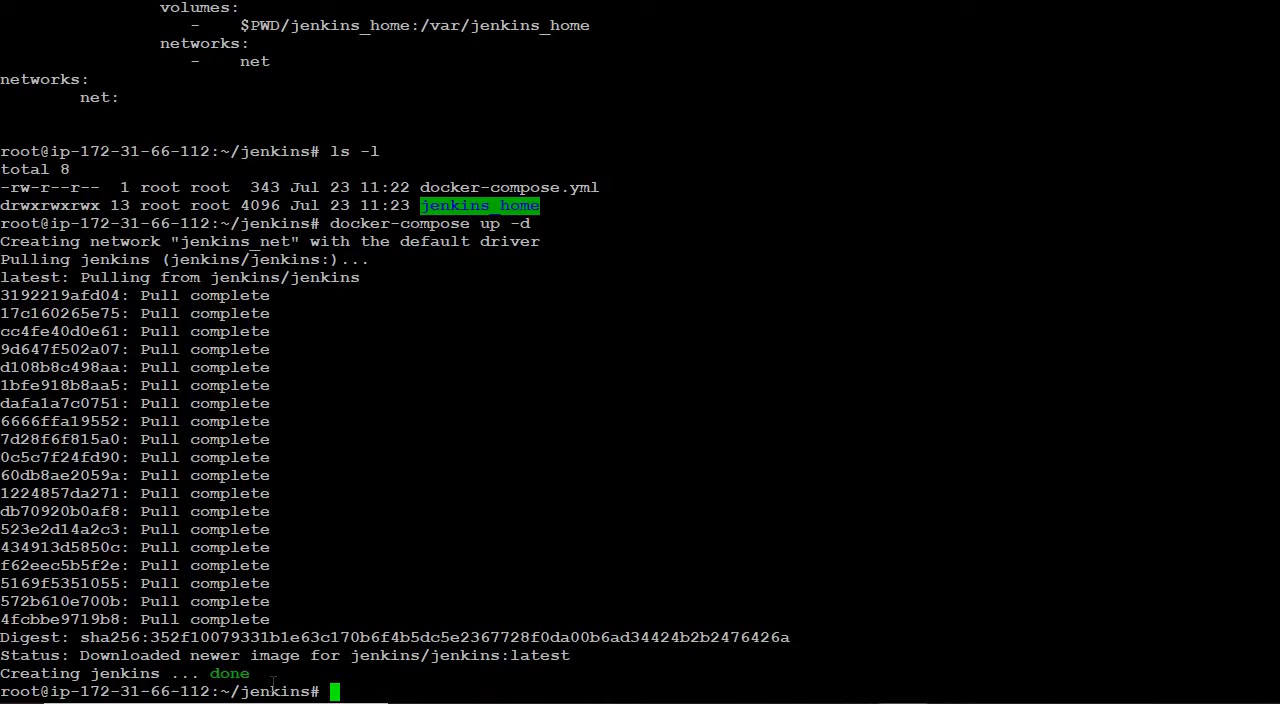 volumes:
- $PWD/jenkins_home:/var/jenkins_home
networks:
- net
networks:
net:
root@ip-172-31-66-112:~/jenkins# ls -l
total 8
-rw-r--r-- 1 root root 343 Jul 23 11:22 docker-compose.yml
drwxrwxrwx 13 root root 4096 Jul 23 11:23 jenkins_home
root@ip-172-31-66-112:~/jenkins# docker-compose up -d
Creating network "jenkins_net" with the default driver
Pulling jenkins (jenkins/jenkins:)...
latest: Pulling from jenkins/jenkins
3192219afd04: Pull complete
17c160265e75: Pull complete
cc4fe40d0e61: Pull complete
9d647f502a07: Pull complete
d108b8c498aa: Pull complete
1bfe918b8aa5: Pull complete
dafa1a7c0751: Pull complete
6666ffa19552: Pull complete
7d28f6f815a0: Pull complete
0c5c7f24fd90: Pull complete
60db8ae2059a: Pull complete
1224857da271: Pull complete
db70920b0af8: Pull complete
523e2d14a2c3: Pull complete
434913d5850c: Pull complete
f62eec5b5f2e: Pull complete
5169f5351055: Pull complete
572b610e700b: Pull complete
4fcbbe9719b8: Pull complete
Digest: sha256:352f10079331b1e63c170b6f4b5dc5e2367728f0da00b6ad34424b2b2476426a
Status: Downloaded newer image for jenkins/jenkins:latest
Creating jenkins ... done
root@ip-172-31-66-112:~/jenkins#